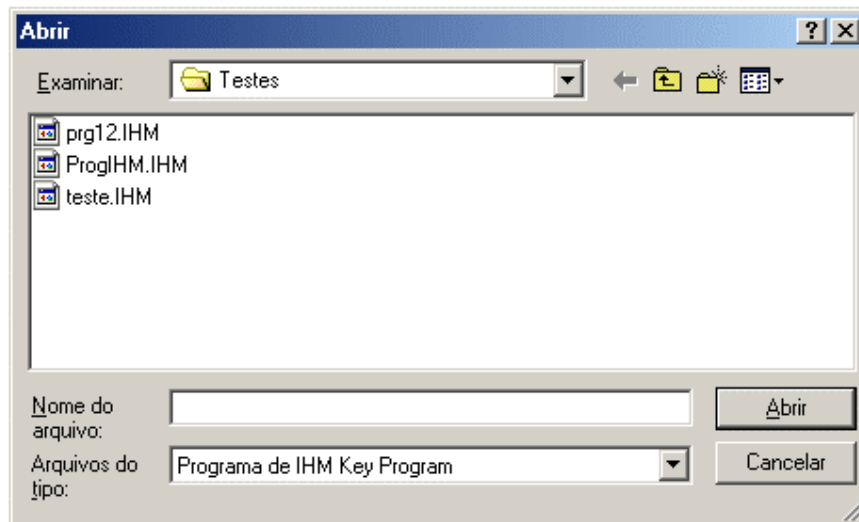 Abrir
Examinar:
Testes
prg12.IHM
ProgIHM.IHM
teste.IHM
Nome do
arquivo:
Abrir
Arquivos do
tipo:
Programa de IHM Key Program
Cancelar